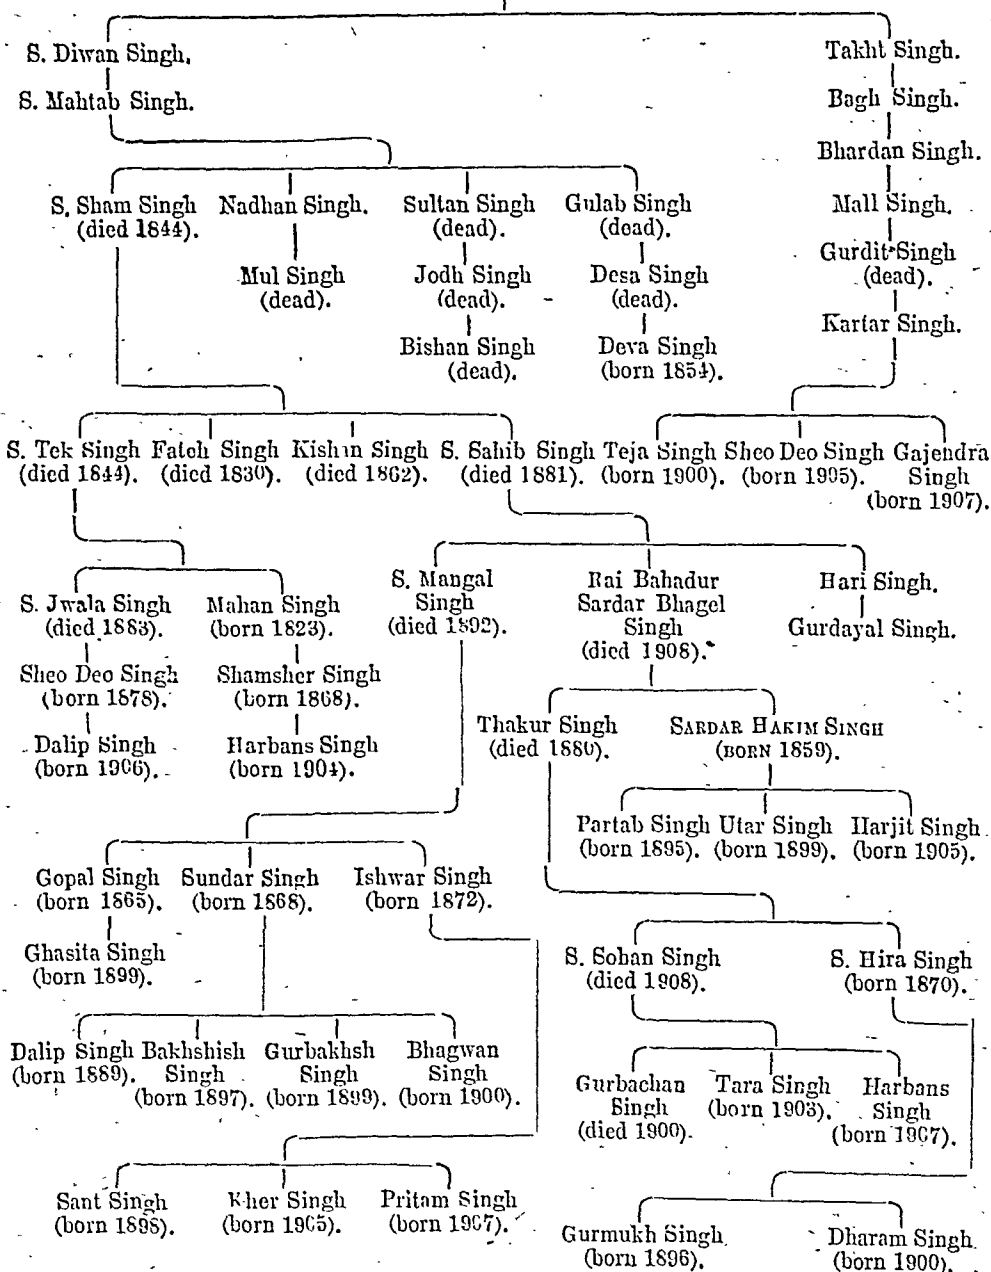 S. Diwan Singh. Takht Singh.
S. Mahtab Singh. Bagh Singh.
Bhardan Singh.
S. Sham Singh Nadhan Singh. Sultan Singh Gulab Singh Mall Singh.
(died 1844). (dead). (dead).
Gurdit Singh
(dead).
Mul Singh Jodh Singh Desa Singh
(dead). (dead). (dead).
Kartar Singh.
Bishan Singh Deva Singh
(dead). (born 1854).
S. Tek Singh Fateh Singh Kishan Singh S. Sahib Singh Teja Singh Sheo Deo Singh Gajendra
(died 1844). (died 1830). (died 1862). (died 1881). (born 1900). (born 1905). Singh
(born 1907).
S. Mangal Rai Bahadur Hari Singh.
S. Jwala Singh Mahan Singh Singh Sardar Bhagel
(died 1883). (born 1823). (died 1892). Singh Gurdayal Singh.
(died 1908).
Sheo Deo Singh Shamsher Singh
(born 1878). (born 1868).
Thakur Singh SARDAR HAKIM SINGH
Dalip Singh Harbans Singh (died 1880). (BORN 1859).
(born 1906). (born 1904).
Partab Singh Utar Singh Harjit Singh
(born 1895). (born 1899). (born 1905).
Gopal Singh Sundar Singh Ishwar Singh
(born 1865). (born 1868). (born 1872).
Ghasita Singh S. Sohan Singh S. Hira Singh
(born 1899). (died 1908). (born 1870).
Dalip Singh Bakhshish Gurbakhsh Bhagwan
(born 1889). Singh Singh Singh
(born 1897). (born 1899). (born 1900).
Gurbachan Tara Singh Harbans
Singh (born 1903). Singh
(died 1900). (born 1907).
Sant Singh Kher Singh Pritam Singh
(born 1898). (born 1905). (born 1907).
Gurmukh Singh Dharam Singh
(born 1896). (born 1900).